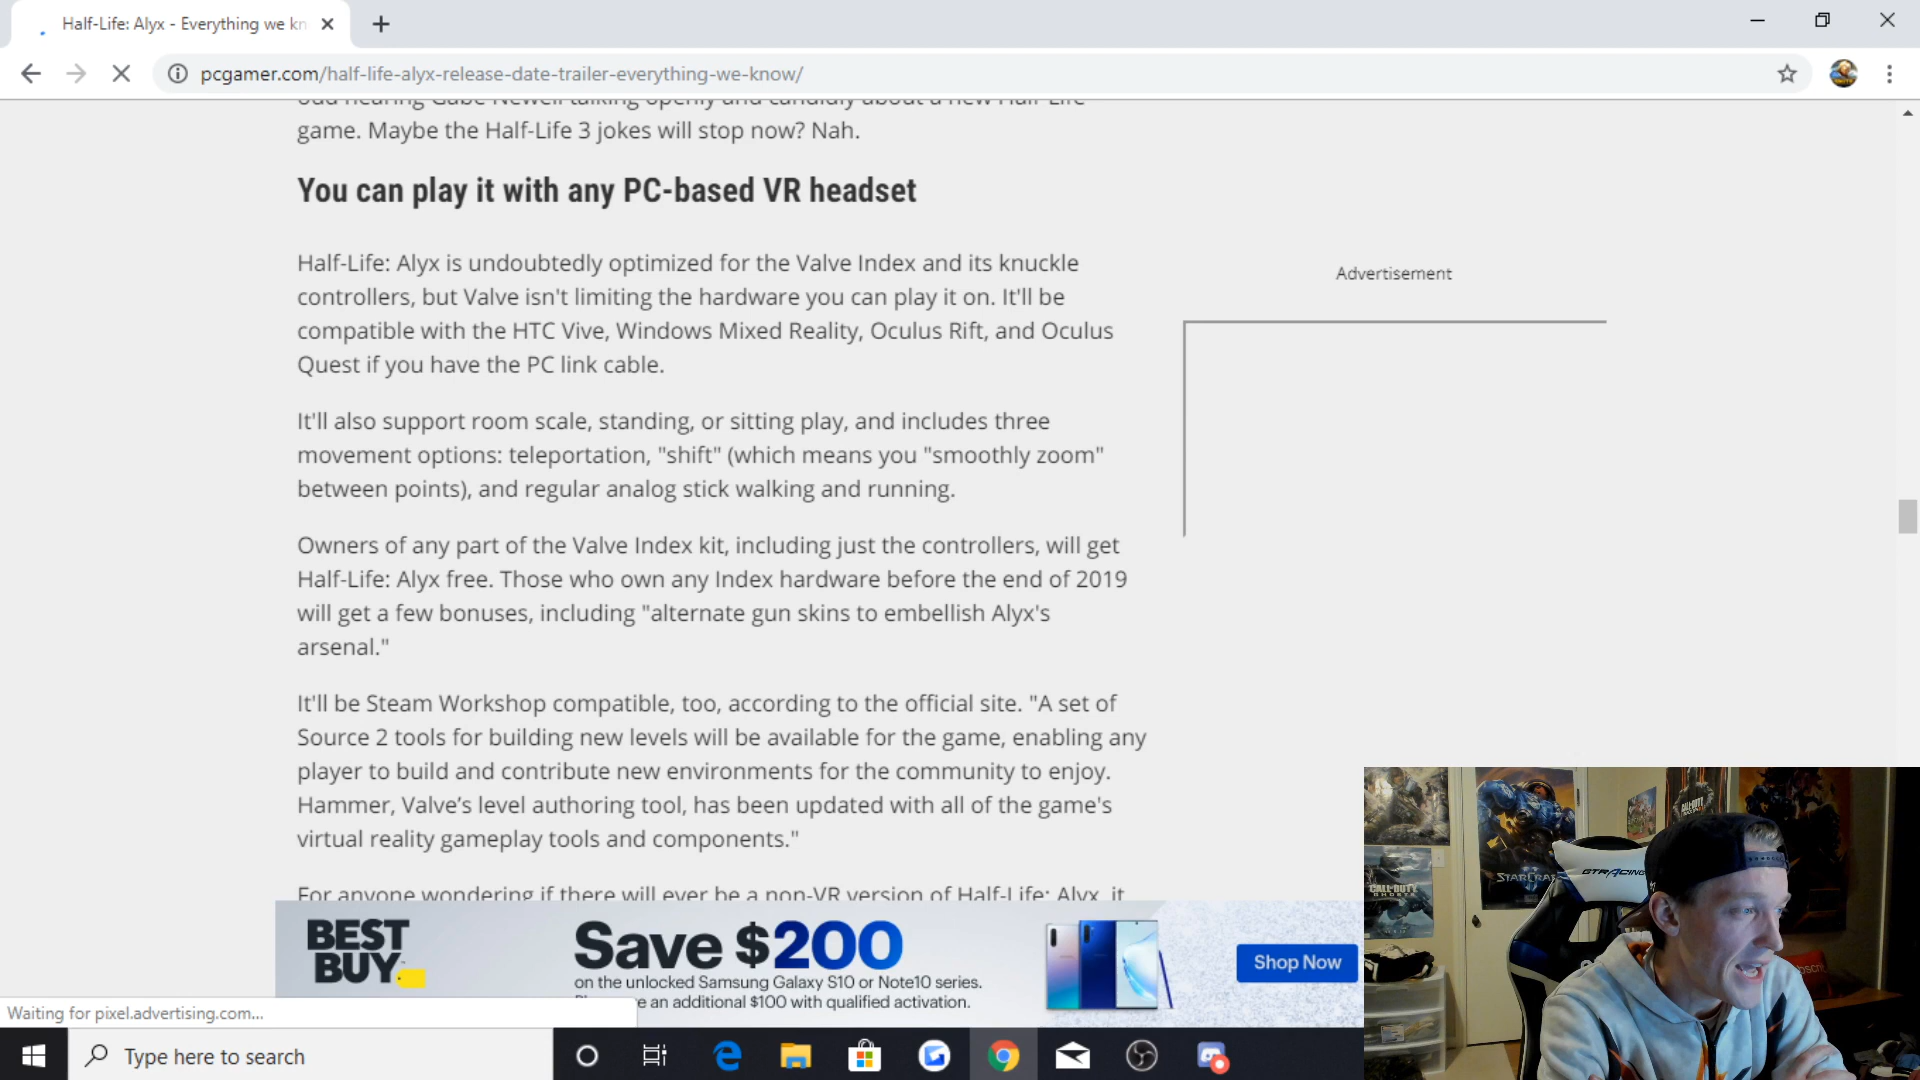 Half-Life: Alyx - Everything we kn
pcgamer.com/half-life-alyx-release-date-trailer-everything-we-know/
odd hearing Gabe Newell talking openly and candidly about a new Half-Life
game. Maybe the Half-Life 3 jokes will stop now? Nah.
You can play it with any PC-based VR headset
Half-Life: Alyx is undoubtedly optimized for the Valve Index and its knuckle
controllers, but Valve isn't limiting the hardware you can play it on. It'll be
compatible with the HTC Vive, Windows Mixed Reality, Oculus Rift, and Oculus
Quest if you have the PC link cable.
Advertisement
It'll also support room scale, standing, or sitting play, and includes three
movement options: teleportation, "shift" (which means you "smoothly zoom"
between points), and regular analog stick walking and running.
Owners of any part of the Valve Index kit, including just the controllers, will get
Half-Life: Alyx free. Those who own any Index hardware before the end of 2019
will get a few bonuses, including "alternate gun skins to embellish Alyx's
arsenal."
It'll be Steam Workshop compatible, too, according to the official site. "A set of
Source 2 tools for building new levels will be available for the game, enabling any
player to build and contribute new environments for the community to enjoy.
Hammer, Valve’s level authoring tool, has been updated with all of the game's
virtual reality gameplay tools and components."
For anyone wondering if there will ever be a non-VR version of Half-Life: Alyx, it
BEST
BUY
Save $200
on the unlocked Samsung Galaxy S10 or Note10 series.
e an additional $100 with qualified activation.
Shop Now
Waiting for pixel.advertising.com...
Type here to search
CALL OF DUTY
GHOSTS
STARCRA
GTRACING
CALL OF DUTY